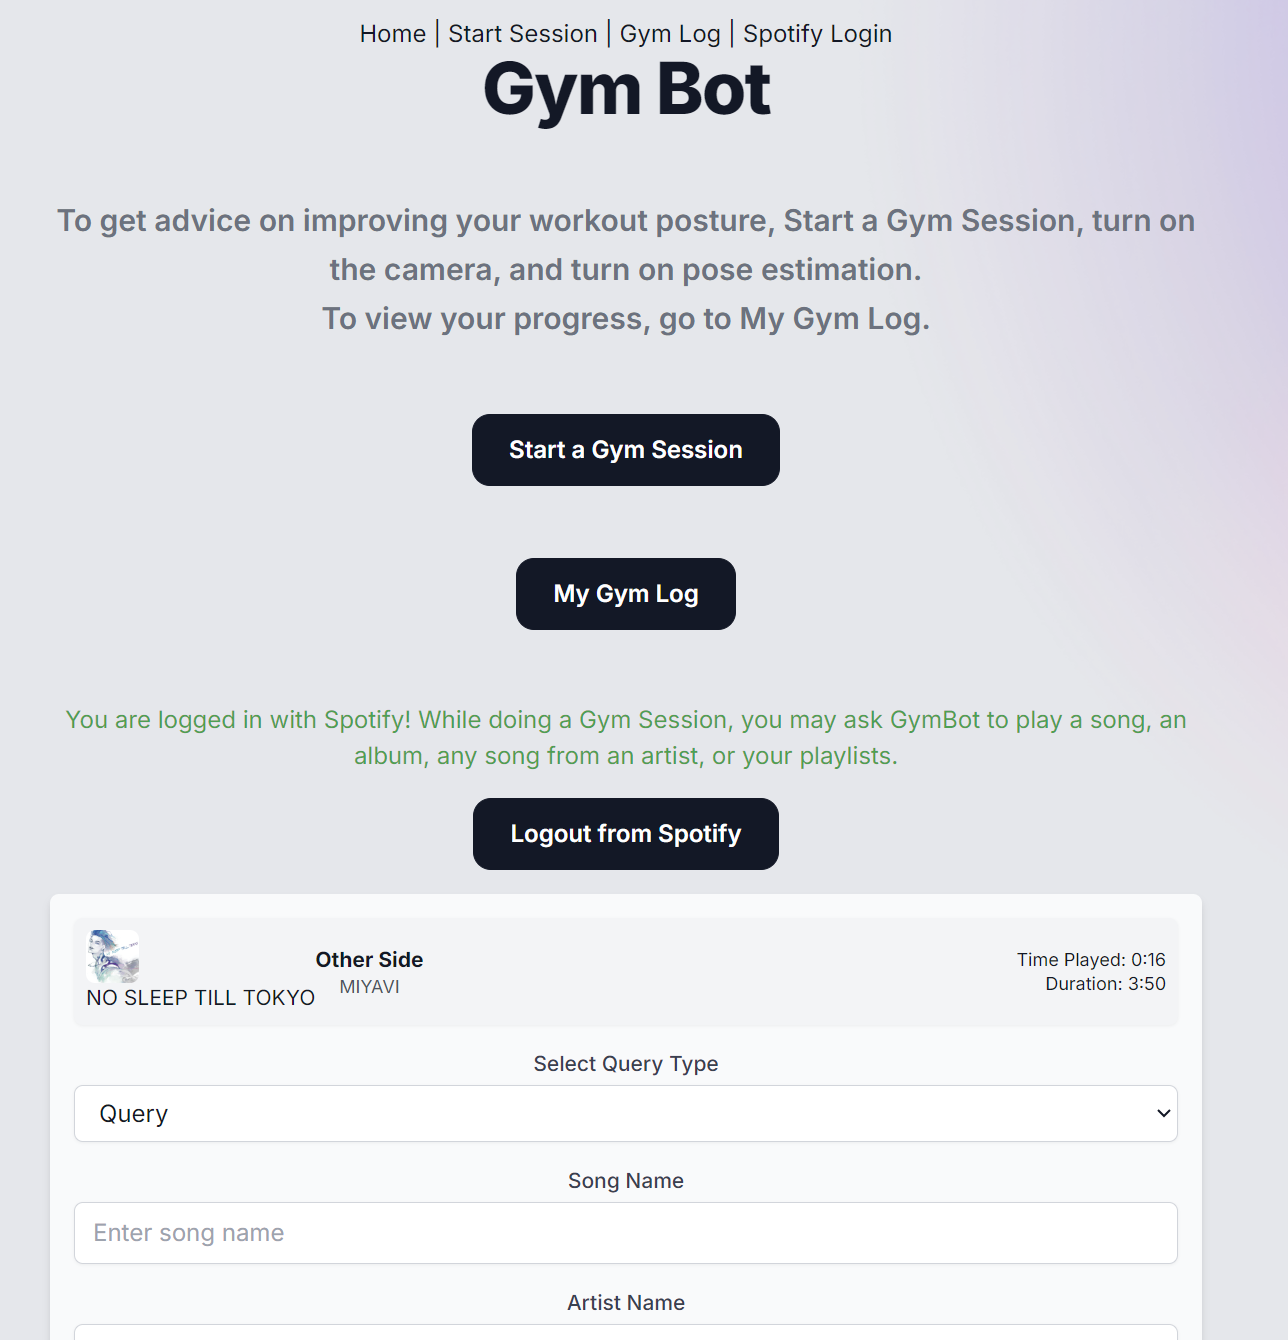 Home | Start Session | Gym Log | Spotify Login
Gym Bot
To get advice on improving your workout posture, Start a Gym Session, turn on
the camera, and turn on pose estimation.
To view your progress, go to My Gym Log.
Start a Gym Session
My Gym Log
You are logged in with Spotify! While doing a Gym Session, you may ask GymBot to play a song, an
album, any song from an artist, or your playlists.
Logout from Spotify
NO SLEEP TILL TOKYO
Other Side
MIYAVI
Time Played: 0:16
Duration: 3:50
Select Query Type
Query
Song Name
Enter song name
Artist Name